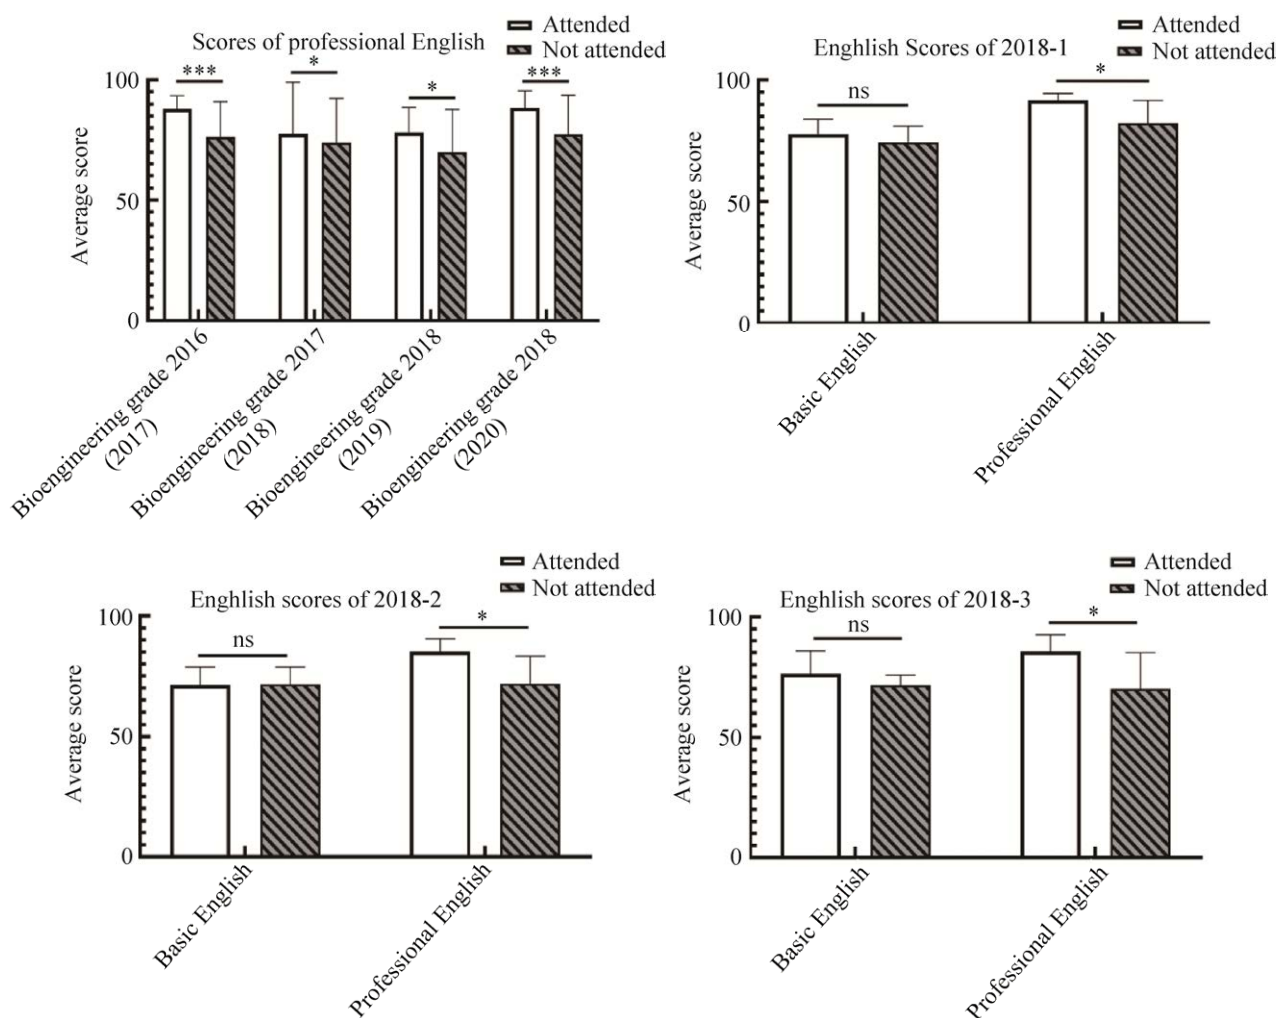 Scores of professional English
Attended
Not attended
Average score
100
50
0
***
*
*
***
Bioengineering grade 2016
(2017)
Bioengineering grade 2017
(2018)
Bioengineering grade 2018
(2019)
Bioengineering grade 2018
(2020)
Enghlish Scores of 2018-1
Attended
Not attended
Average score
100
50
0
ns
*
Basic English
Professional English
Enghlish scores of 2018-2
Attended
Not attended
Average score
100
50
0
ns
*
Basic English
Professional English
Enghlish scores of 2018-3
Attended
Not attended
Average score
100
50
0
ns
*
Basic English
Professional English